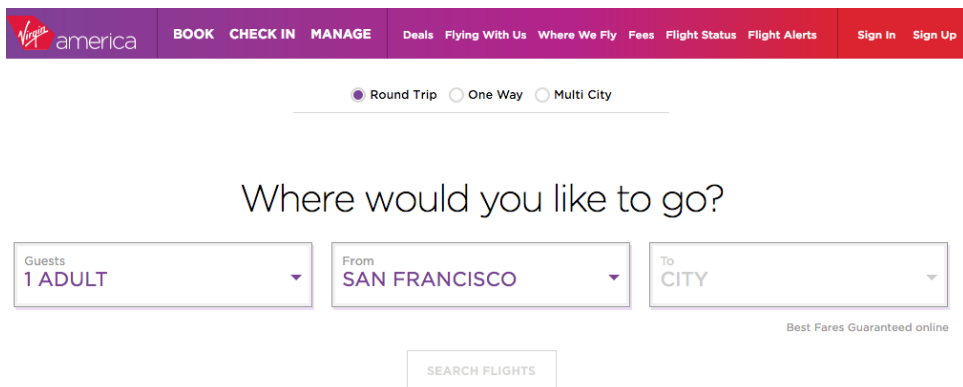 Virgin america BOOK CHECK IN MANAGE Deals Flying With Us Where We Fly Fees Flight Status Flight Alerts Sign In Sign Up
Round Trip One Way Multi City
Where would you like to go?
Guests
1 ADULT
From
SAN FRANCISCO
To
CITY
Best Fares Guaranteed online
SEARCH FLIGHTS